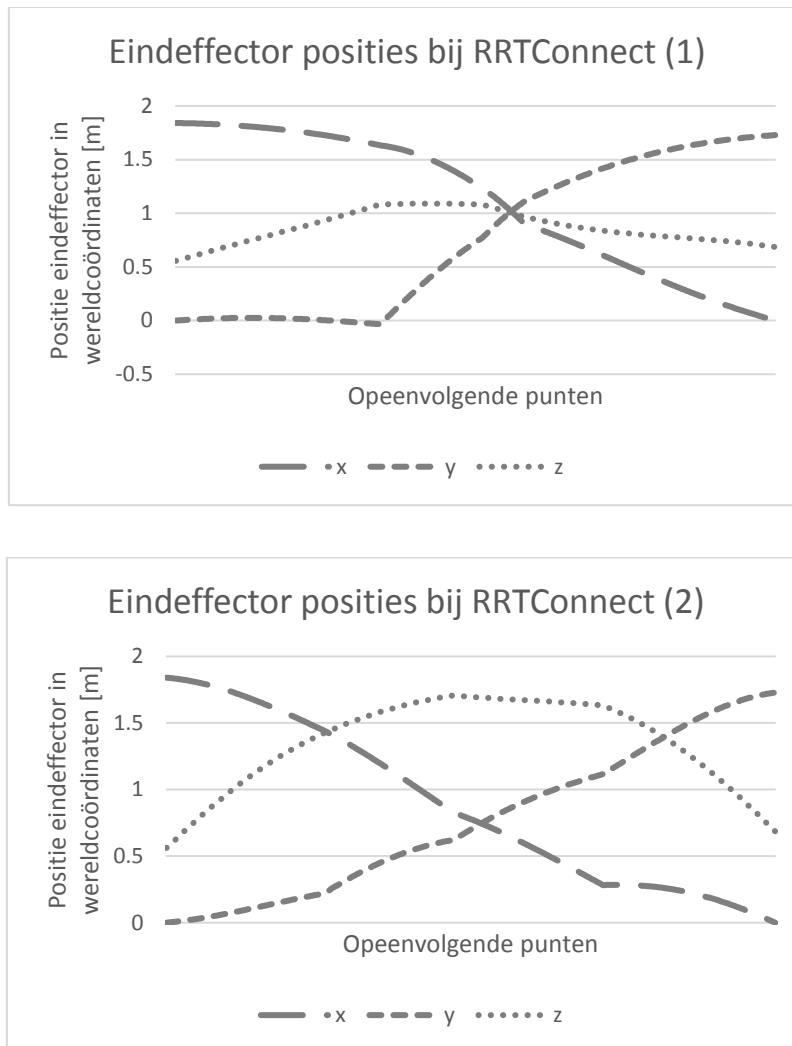 Eindeffector posities bij RRTConnect (1)
Positie eindeffector in
wereldcoördinaten [m]
2
1.5
1
0.5
0
-0.5
Opeenvolgende punten
x y z
Eindeffector posities bij RRTConnect (2)
Positie eindeffector in
wereldcoördinaten [m]
2
1.5
1
0.5
0
Opeenvolgende punten
x y z